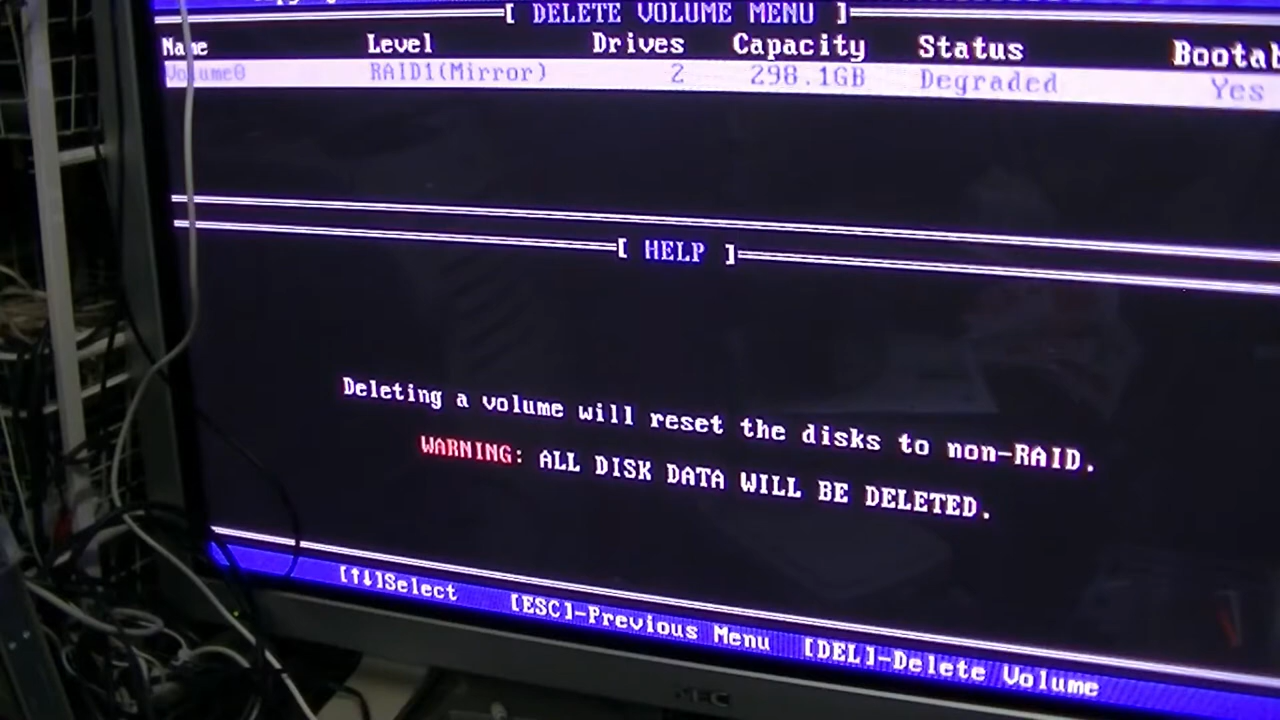 [ DELETE VOLUME MENU ]
Name Level Drives Capacity Status Bootab
Volume0 RAID1(Mirror) 2 298.1GB Degraded Yes
[ HELP ]
Deleting a volume will reset the disks to non-RAID.
WARNING: ALL DISK DATA WILL BE DELETED.
[↑↓]Select [ESC]-Previous Menu [DEL]-Delete Volume